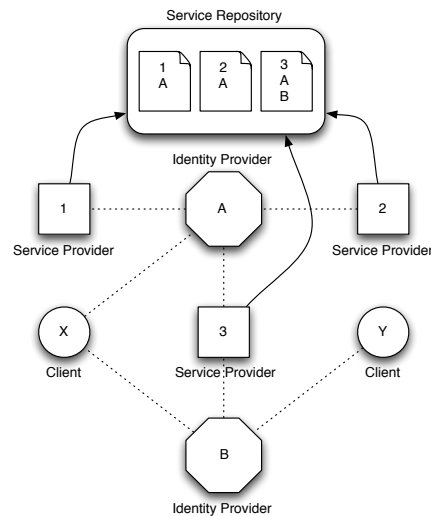 Service Repository
1
A
2
A
3
A
B
Identity Provider
1
A
2
Service Provider
Service Provider
X
3
Y
Client
Service Provider
Client
B
Identity Provider